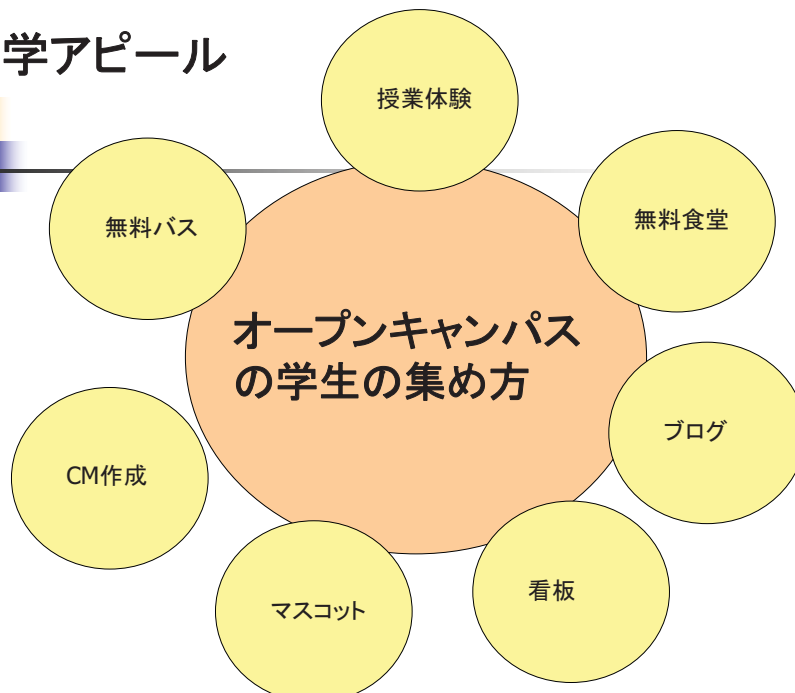 学アピール
授業体験
無料バス
無料食堂
オープンキャンパス
の学生の集め方
ブログ
CM作成
看板
マスコット